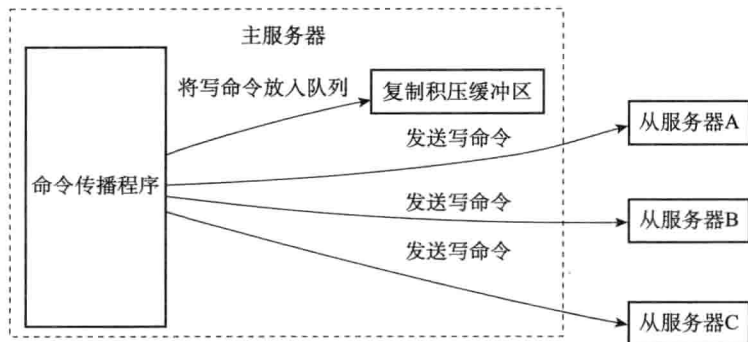 主服务器
将写命令放入队列
复制积压缓冲区
发送写命令
从服务器A
命令传播程序
发送写命令
从服务器B
发送写命令
从服务器C